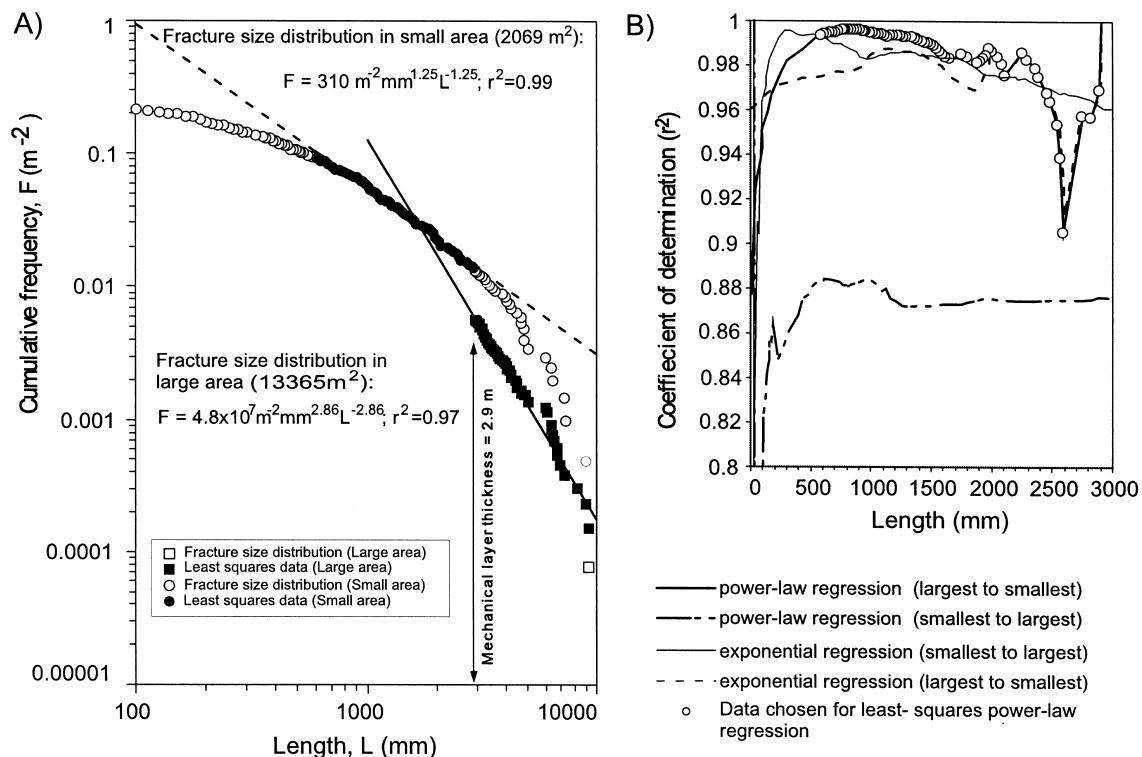 A)
Fracture size distribution in small area (2069 m²):
F = 310 m⁻²mm¹·²⁵L⁻¹·²⁵; r²=0.99
Cumulative frequency, F (m⁻²)
1
0.1
0.01
0.001
0.0001
0.00001
Fracture size distribution in
large area (13365m²):
F = 4.8x10⁷m⁻²mm²·⁸⁶L⁻²·⁸⁶; r²=0.97
Mechanical layer thickness = 2.9 m
Fracture size distribution (Large area)
Least squares data (Large area)
Fracture size distribution (Small area)
Least squares data (Small area)
100
1000
10000
Length, L (mm)
B)
Coeffiecient of determination (r²)
1
0.98
0.96
0.94
0.92
0.9
0.88
0.86
0.84
0.82
0.8
0
500
1000
1500
2000
2500
3000
Length (mm)
power-law regression (largest to smallest)
power-law regression (smallest to largest)
exponential regression (smallest to largest)
exponential regression (largest to smallest)
Data chosen for least- squares power-law
regression